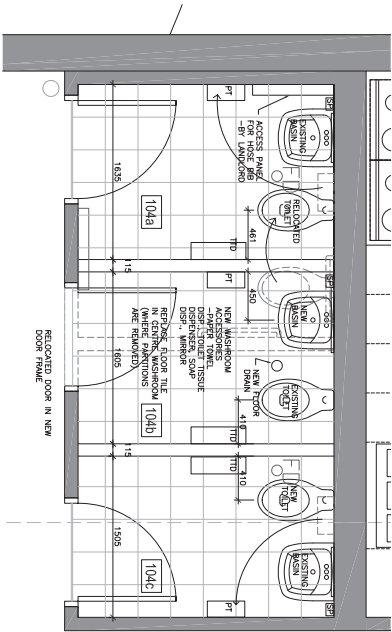 PT
SP
EXISTING
BASIN
ACCESS PANEL
FOR HOSE BIB
-BY LANDLORD
RELOCATED
TOILET
1635
104a
461
TTD
115
PT
SP
450
NEW
BASIN
NEW WASHROOM
ACCESSORIES
-PAPER TOWEL
DISP., TOILET TISSUE
DISPENSER, SOAP
DISP., MIRROR
REPLACE FLOOR TILE
IN CENTRE WASHROOM
(WHERE PARTITIONS
ARE REMOVED)
NEW FLOOR
DRAIN
EXISTING
TOILET
1605
104b
410
TTD
115
TTD
410
NEW
TOILET
1505
104c
PT
EXISTING
BASIN
SP
RELOCATED DOOR IN NEW
DOOR FRAME